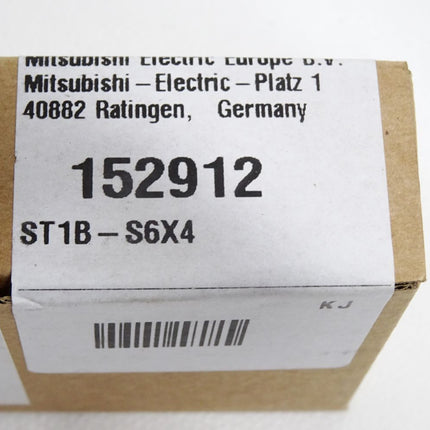 Mitsubishi Electric Europe B.V.
Mitsubishi – Electric – Platz 1
40882 Ratingen, Germany
152912
ST1B – S6X4
KJ